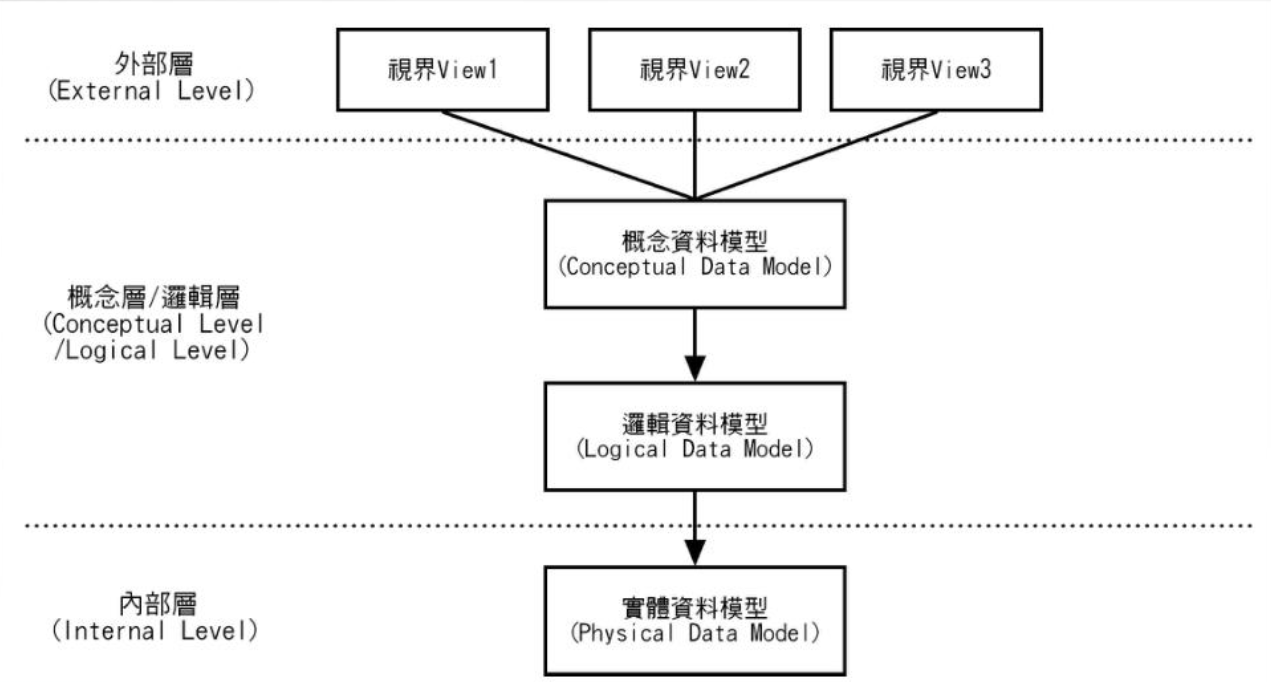 外部層
(External Level)
視界View1
視界View2
視界View3
概念資料模型
(Conceptual Data Model)
概念層/邏輯層
(Conceptual Level
/Logical Level)
邏輯資料模型
(Logical Data Model)
內部層
(Internal Level)
實體資料模型
(Physical Data Model)